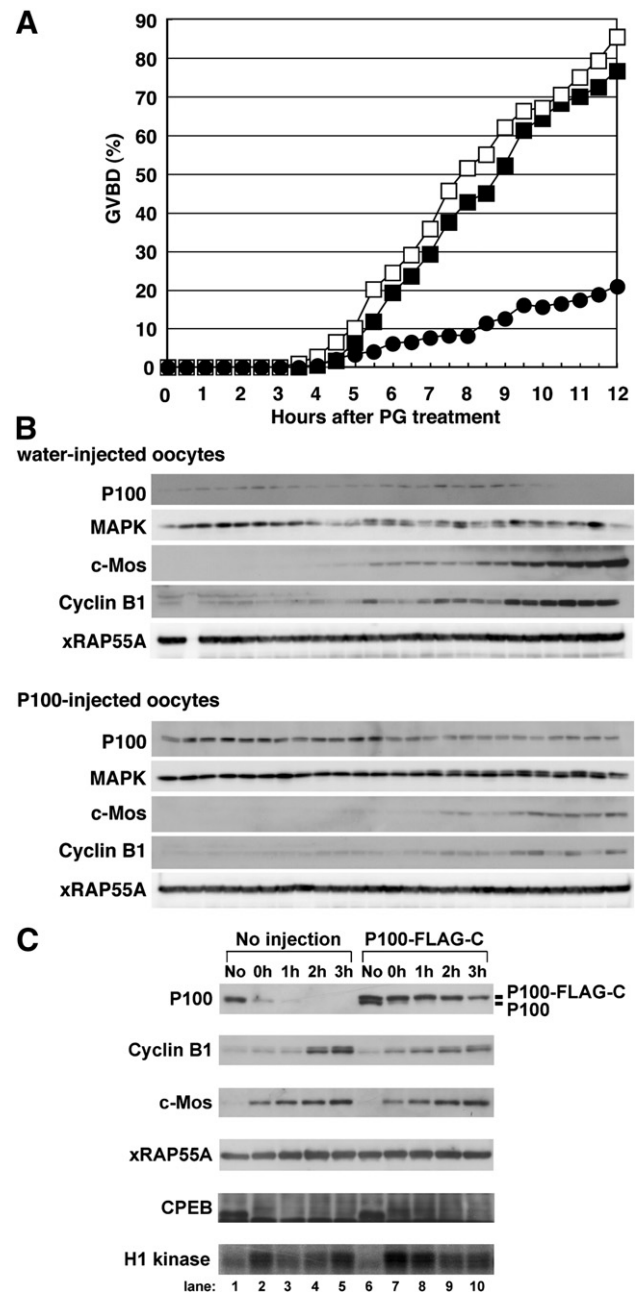 A
90
80
70
60
50
40
30
20
10
0
GVBD (%)
0 1 2 3 4 5 6 7 8 9 10 11 12
Hours after PG treatment
B
water-injected oocytes
P100
MAPK
c-Mos
Cyclin B1
xRAP55A
P100-injected oocytes
P100
MAPK
c-Mos
Cyclin B1
xRAP55A
C
No injection P100-FLAG-C
No 0h 1h 2h 3h No 0h 1h 2h 3h
P100 P100-FLAG-C
P100
Cyclin B1
c-Mos
xRAP55A
CPEB
H1 kinase
lane: 1 2 3 4 5 6 7 8 9 10